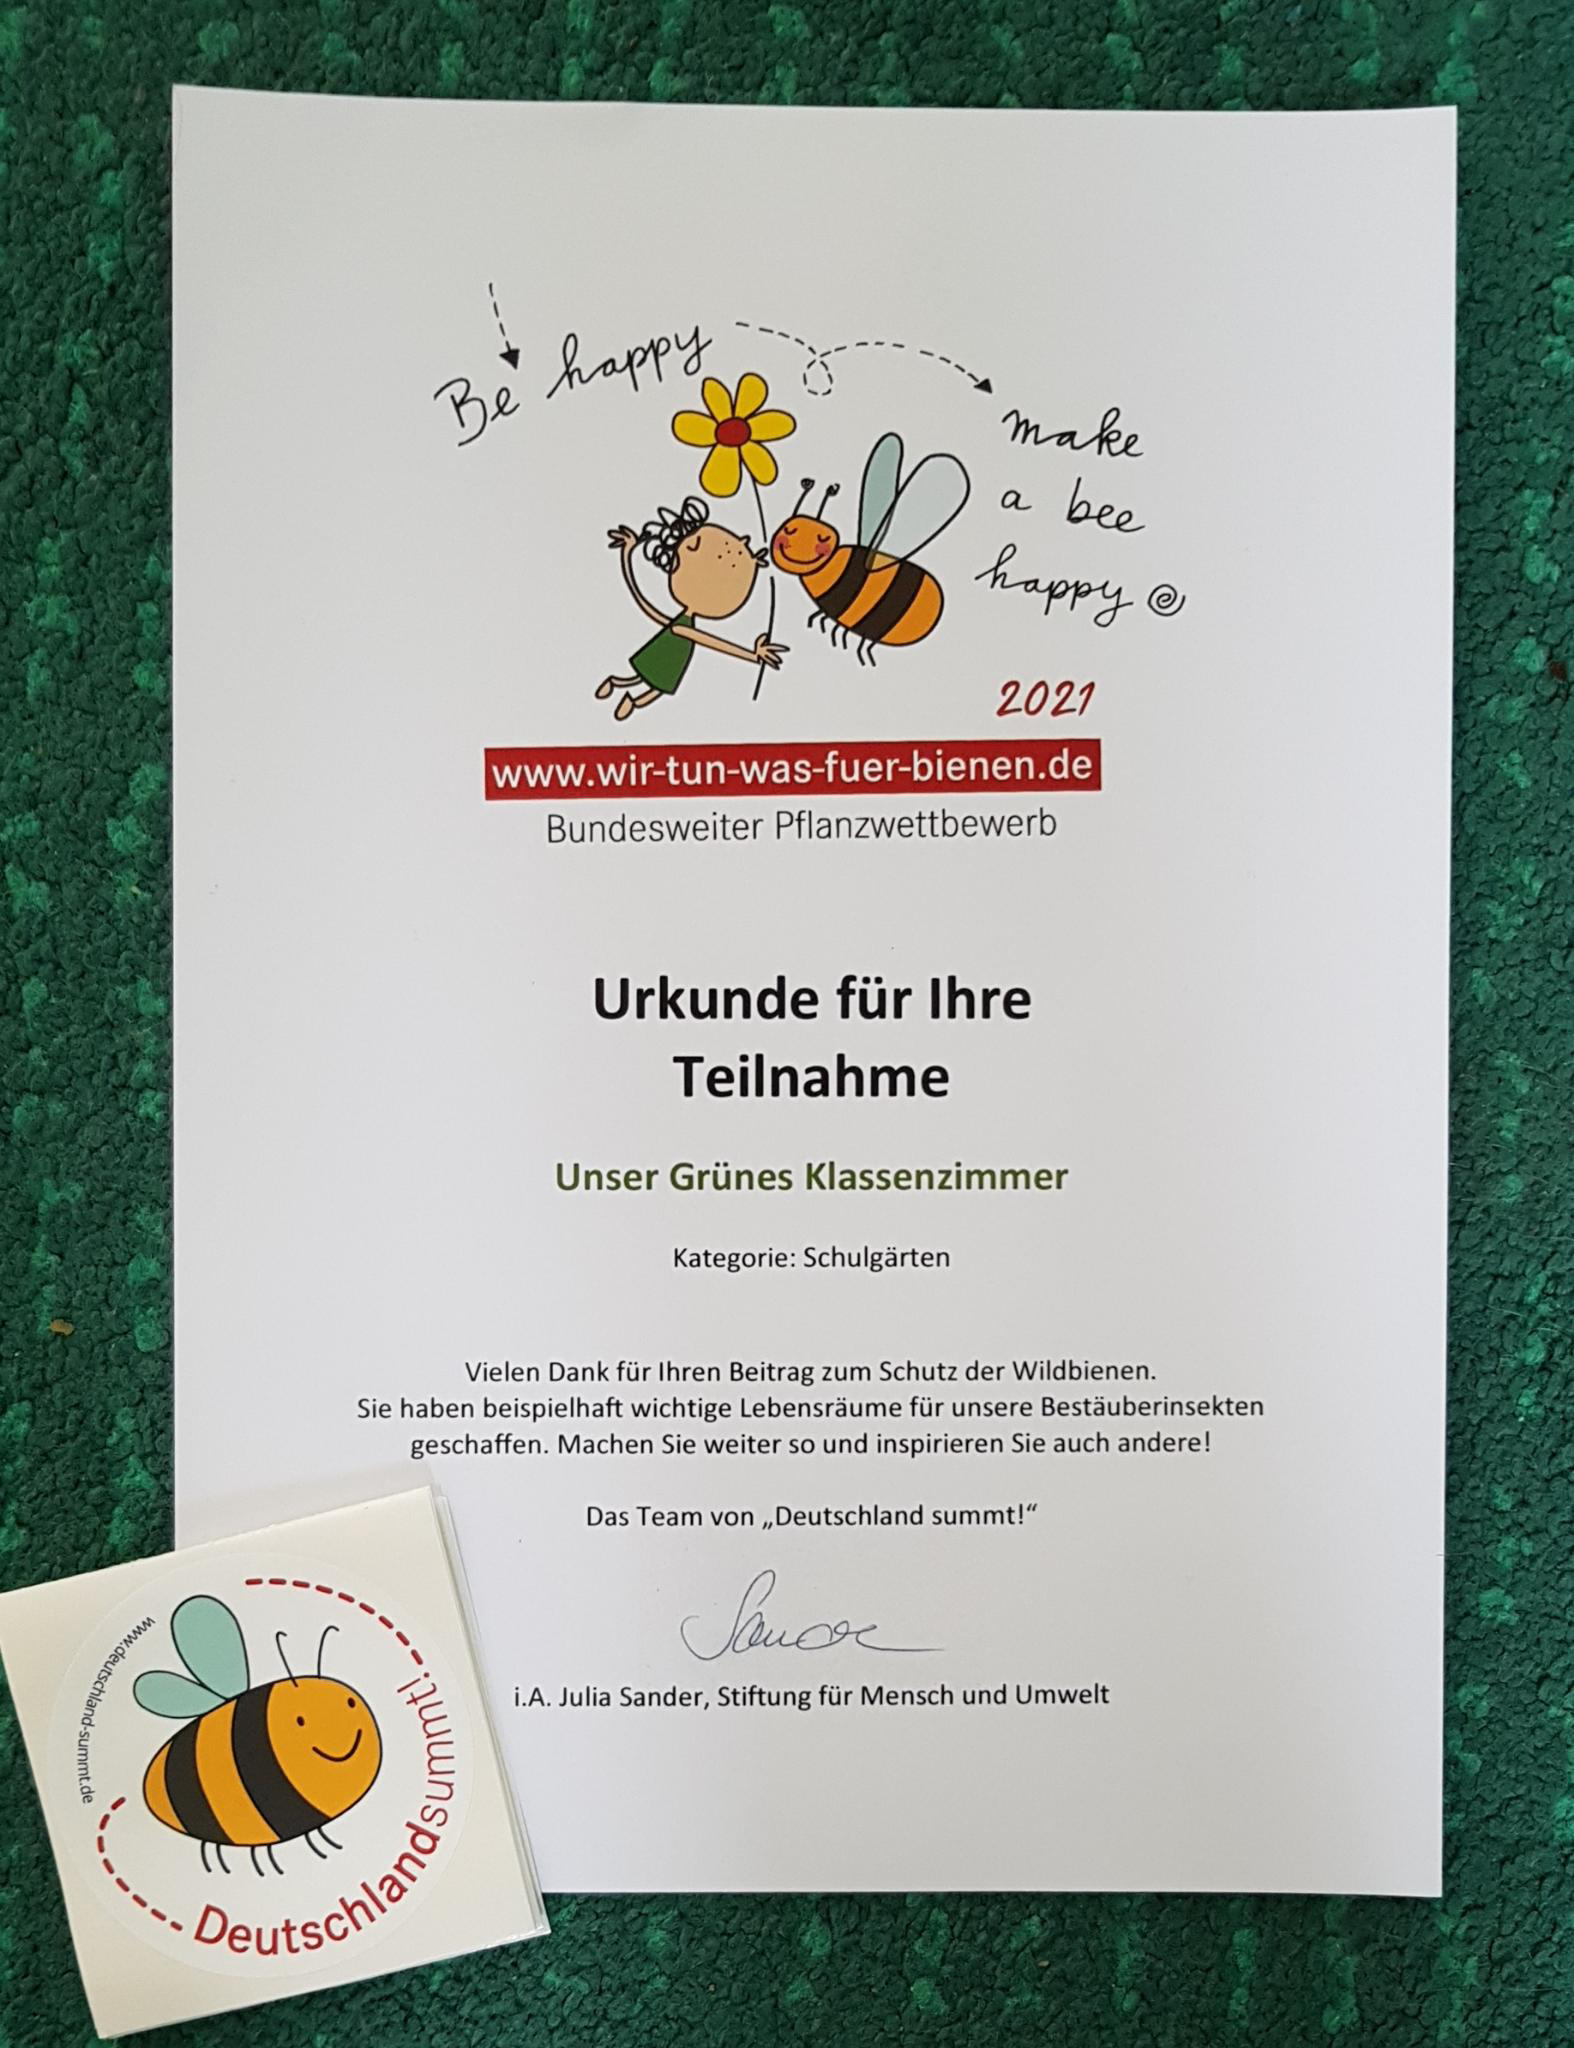 Be happy
make
a bee
happy
2021
www.wir-tun-was-fuer-bienen.de
Bundesweiter Pflanzwettbewerb
Urkunde für Ihre
Teilnahme
Unser Grünes Klassenzimmer
Kategorie: Schulgärten
Vielen Dank für Ihren Beitrag zum Schutz der Wildbienen.
Sie haben beispielhaft wichtige Lebensräume für unsere Bestäuberinsekten
geschaffen. Machen Sie weiter so und inspirieren Sie auch andere!
Das Team von „Deutschland summt!“
Sander
i.A. Julia Sander, Stiftung für Mensch und Umwelt
www.deutschland-summt.de
Deutschlandsummt!